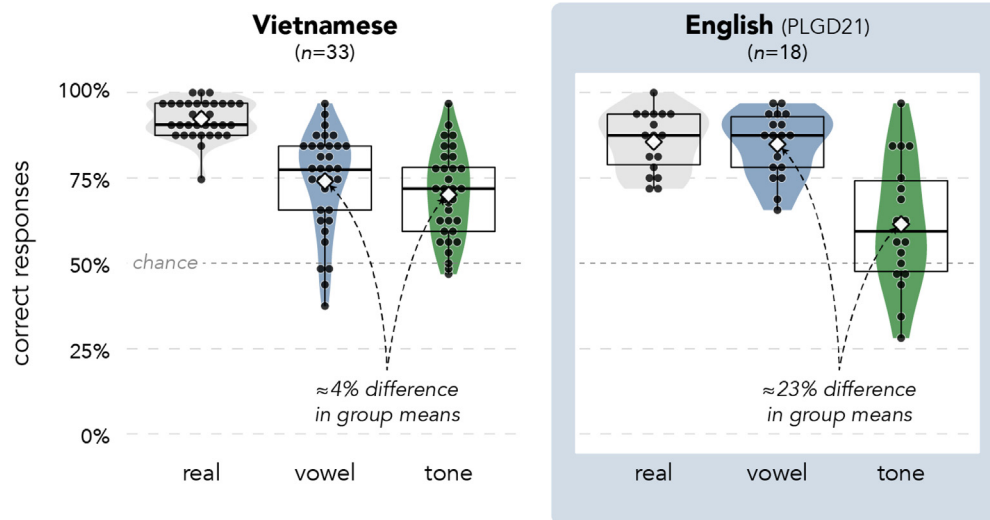 Vietnamese
(n=33)
English (PLGD21)
(n=18)
correct responses
100%
75%
50%
25%
0%
chance
≈4% difference
in group means
≈23% difference
in group means
real vowel tone
real vowel tone